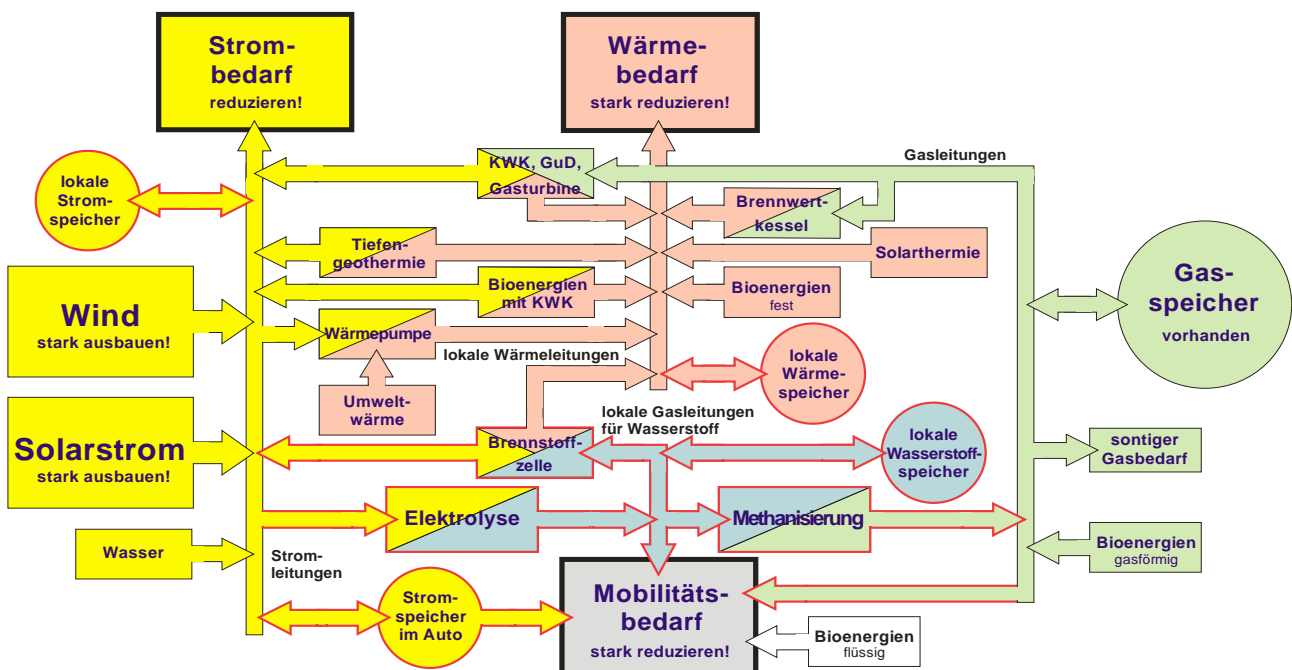 Strom-
bedarf
reduzieren!
Wärme-
bedarf
stark reduzieren!
KWK, GuD,
Gasturbine
Gasleitungen
lokale
Strom-
speicher
Brennwert-
kessel
Tiefen-
geothermie
Solarthermie
Gas-
speicher
vorhanden
Wind
stark ausbauen!
Bioenergien
mit KWK
Bioenergien
fest
Wärmepumpe
lokale Wärmeleitungen
lokale
Wärme-
speicher
Umwelt-
wärme
lokale Gasleitungen
für Wasserstoff
Solarstrom
stark ausbauen!
Brennstoff-
zelle
lokale
Wasserstoff-
speicher
sontiger
Gasbedarf
Elektrolyse
Methanisierung
Wasser
Strom-
leitungen
Bioenergien
gasförmig
Strom-
speicher
im Auto
Mobilitäts-
bedarf
stark reduzieren!
Bioenergien
flüssig